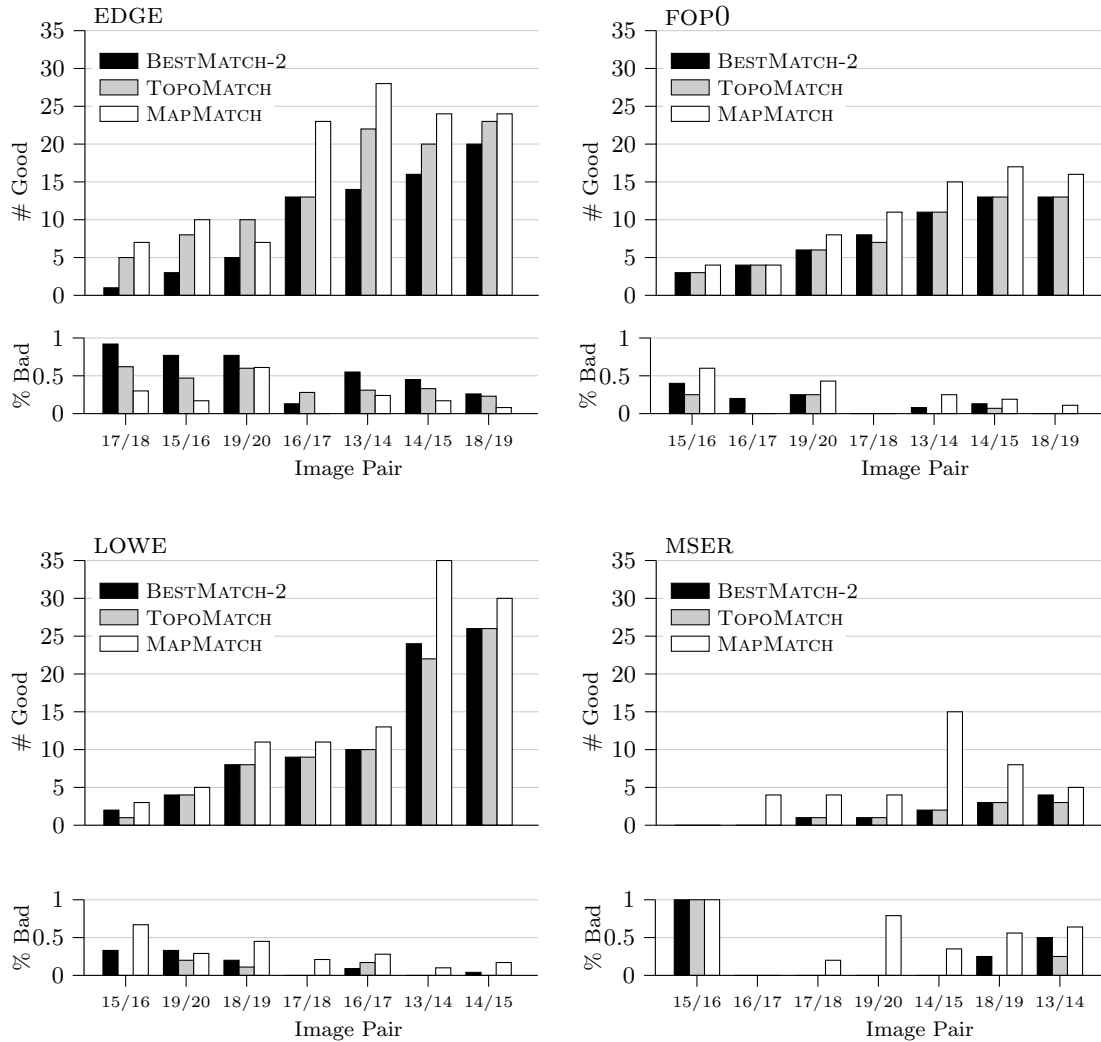 EDGE
35
30
25
20
15
10
5
0
# Good
BESTMATCH-2
TOPOMATCH
MAPMATCH
1
0.5
0
% Bad
17/18 15/16 19/20 16/17 13/14 14/15 18/19
Image Pair
FOP0
35
30
25
20
15
10
5
0
# Good
BESTMATCH-2
TOPOMATCH
MAPMATCH
1
0.5
0
% Bad
15/16 16/17 19/20 17/18 13/14 14/15 18/19
Image Pair
LOWE
35
30
25
20
15
10
5
0
# Good
BESTMATCH-2
TOPOMATCH
MAPMATCH
1
0.5
0
% Bad
15/16 19/20 18/19 17/18 16/17 13/14 14/15
Image Pair
MSER
35
30
25
20
15
10
5
0
# Good
BESTMATCH-2
TOPOMATCH
MAPMATCH
1
0.5
0
% Bad
15/16 16/17 17/18 19/20 14/15 18/19 13/14
Image Pair